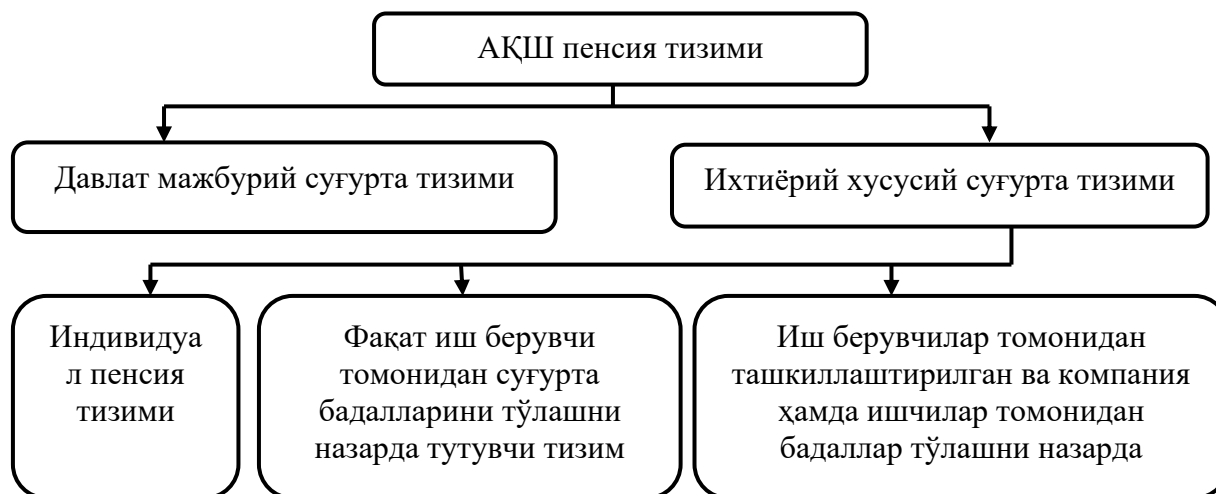 АҚШ пенсия тизими
Давлат мажбурий суғурта тизими
Ихтиёрий хусусий суғурта тизими
Индивидуа
л пенсия
тизими
Фақат иш берувчи
томонидан суғурта
бадалларини тўлашни
назарда тутувчи тизим
Иш берувчилар томонидан
ташкиллаштирилган ва компания
ҳамда ишчилар томонидан
бадаллар тўлашни назарда